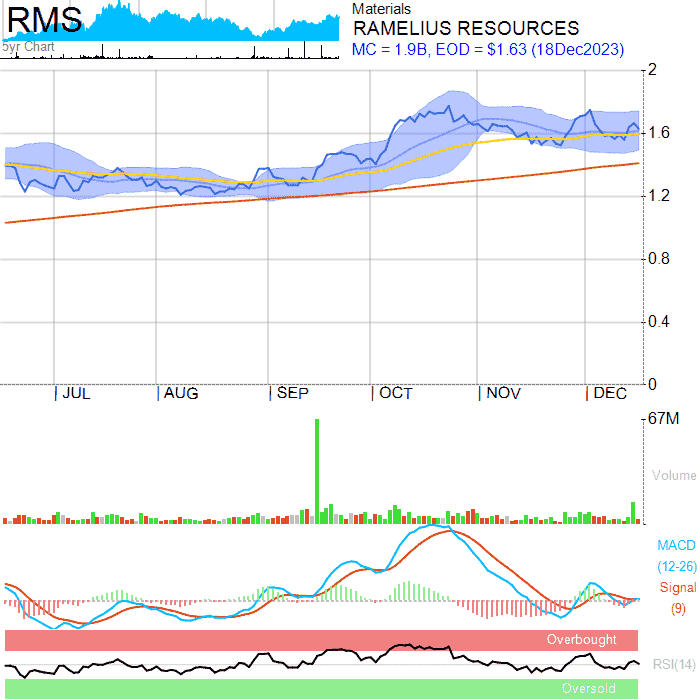 RMS
5yr Chart
Materials
RAMELIUS RESOURCES
MC = 1.9B, EOD = $1.63 (18Dec2023)
2
1.6
1.2
0.8
0.4
0
JUL AUG SEP OCT NOV DEC
67M
Volume
MACD
(12-26)
Signal
(9)
Overbought
RSI(14)
Oversold